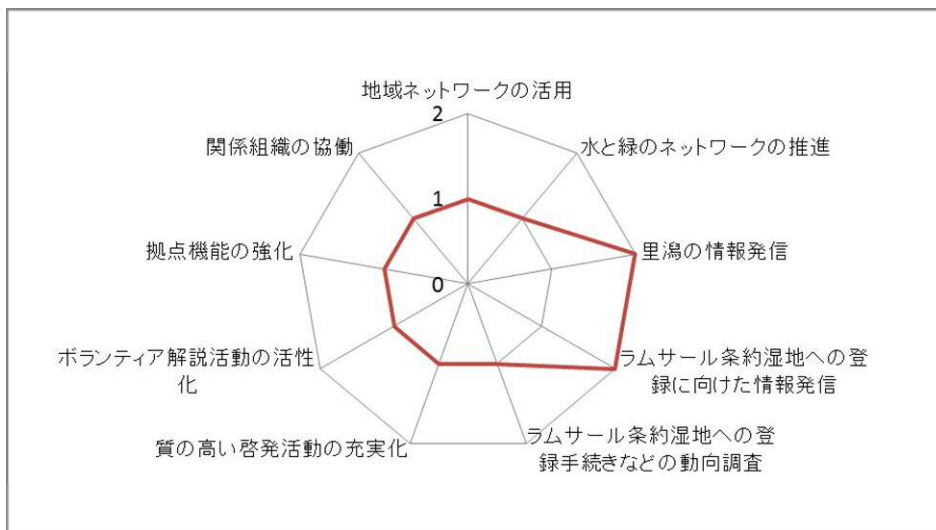 地域ネットワークの活用
2
関係組織の協働
水と緑のネットワークの推進
1
拠点機能の強化
里潟の情報発信
0
ボランティア解説活動の活性
化
ラムサール条約湿地への登
録に向けた情報発信
質の高い啓発活動の充実化
ラムサール条約湿地への登
録手続きなどの動向調査